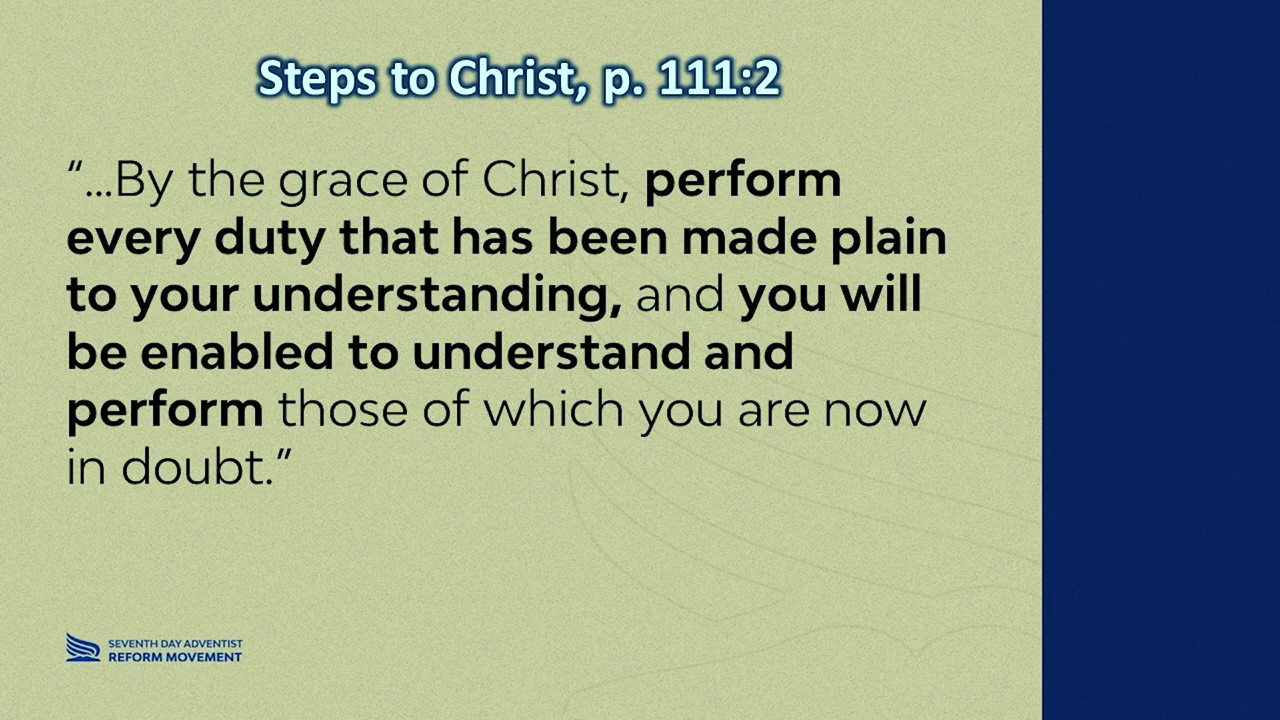 Steps to Christ, p. 111:2
“...By the grace of Christ, perform
every duty that has been made plain
to your understanding, and you will
be enabled to understand and
perform those of which you are now
in doubt.”
SEVENTH DAY ADVENTIST
REFORM MOVEMENT